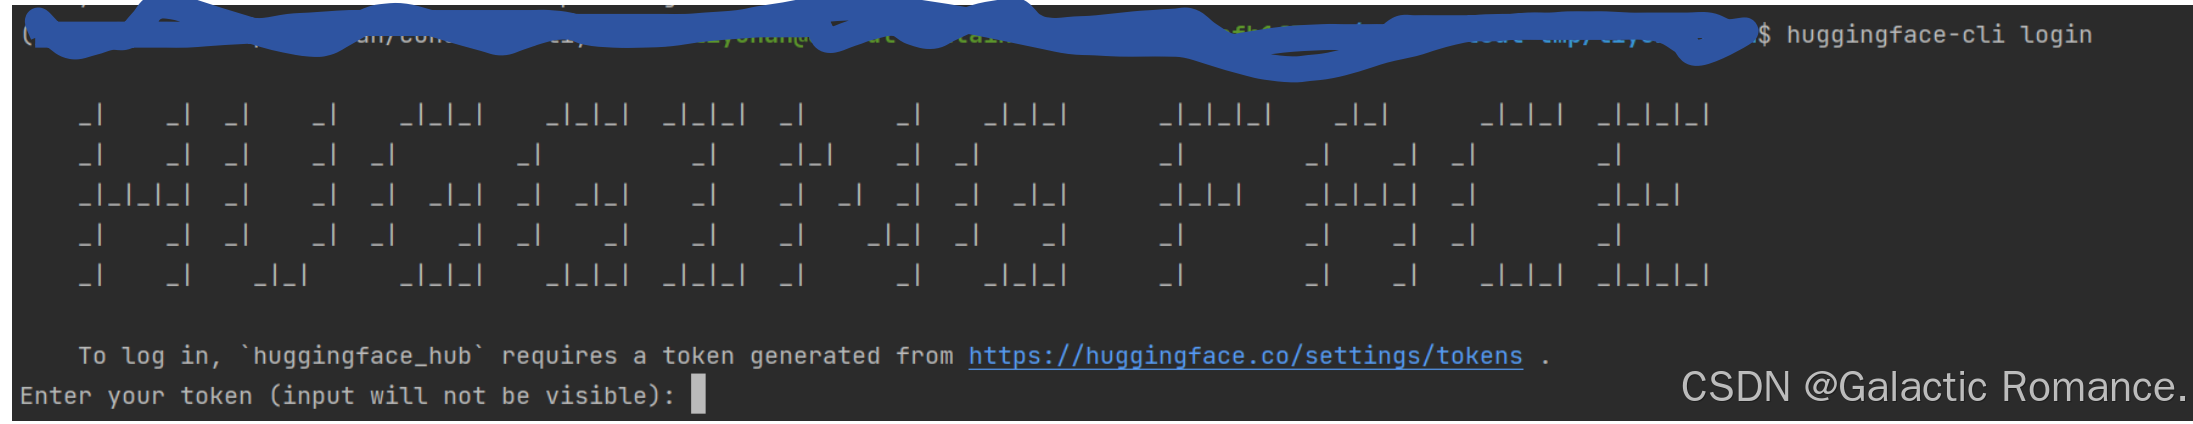 $ huggingface-cli login
_|    _|  _|    _|    _|_|_|    _|_|_|  _|_|_|  _|      _|    _|_|_|      _|_|_|_|    _|_|      _|_|_|  _|_|_|_|
_|    _|  _|    _|  _|        _|          _|    _|_|    _|  _|            _|        _|    _|  _|        _|
_|_|_|_|  _|    _|  _|  _|_|  _|  _|_|    _|    _|  _|  _|  _|  _|_|      _|_|_|    _|_|_|_|  _|        _|_|_|
_|    _|  _|    _|  _|    _|  _|    _|    _|    _|    _|_|  _|    _|      _|        _|    _|  _|        _|
_|    _|    _|_|      _|_|_|    _|_|_|  _|_|_|  _|      _|    _|_|_|      _|        _|    _|    _|_|_|  _|_|_|_|
To log in, `huggingface_hub` requires a token generated from https://huggingface.co/settings/tokens .
Enter your token (input will not be visible):
CSDN @Galactic Romance.